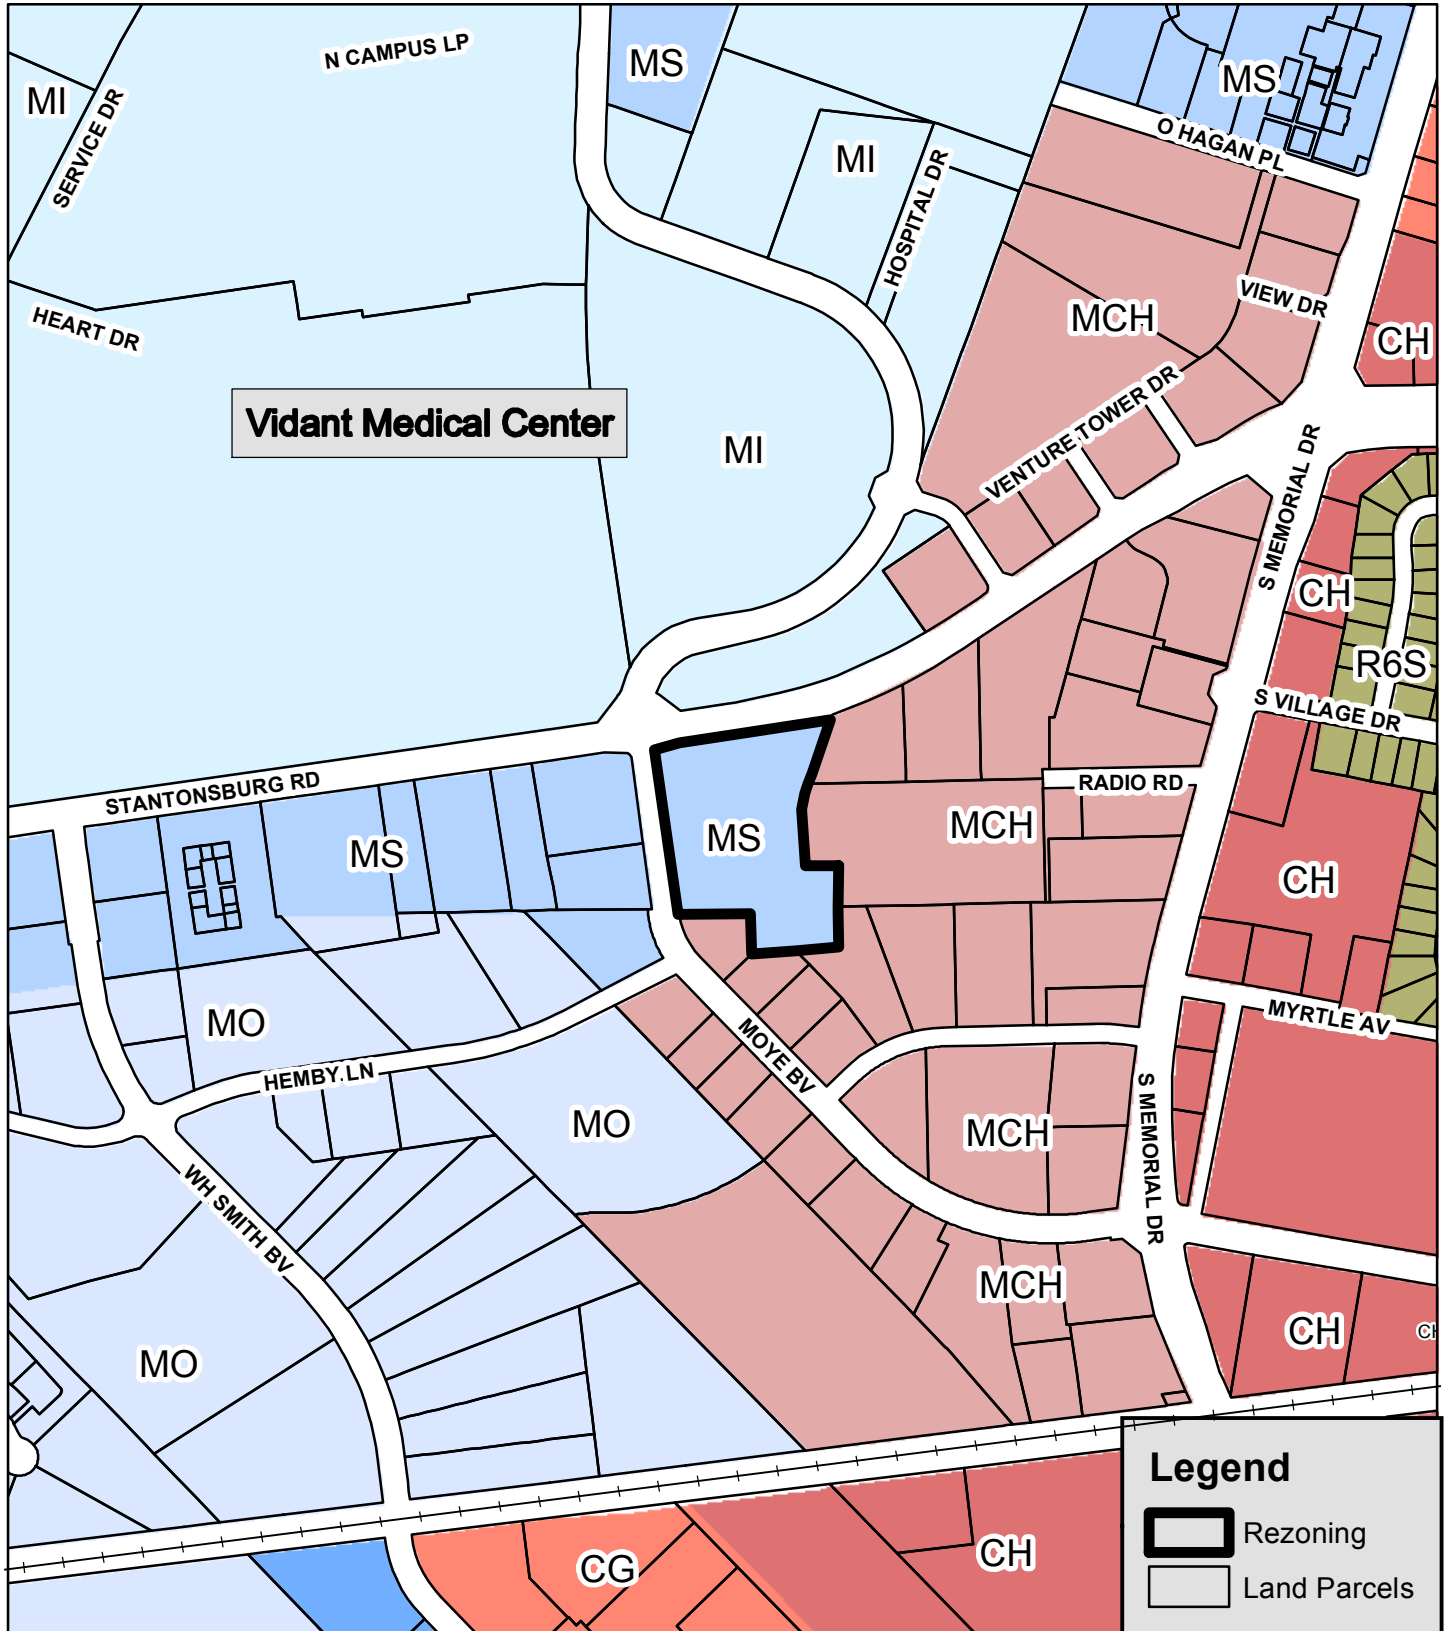 N CAMPUS LP
MS
MS
MI
SERVICE DR
O HAGAN PL
MI
HOSPITAL DR
VIEW DR
HEART DR
MCH
CH
Vidant Medical Center
VENTURE TOWER DR
MI
S MEMORIAL DR
CH
R6S
S VILLAGE DR
STANTONSBURG RD
RADIO RD
MS
MS
MCH
CH
MO
MOYE BV
MYRTLE AV
HEMBY LN
MO
MCH
S MEMORIAL DR
WH SMITH BV
MCH
MO
CH
CH
Legend
CG
CH
Rezoning
Land Parcels